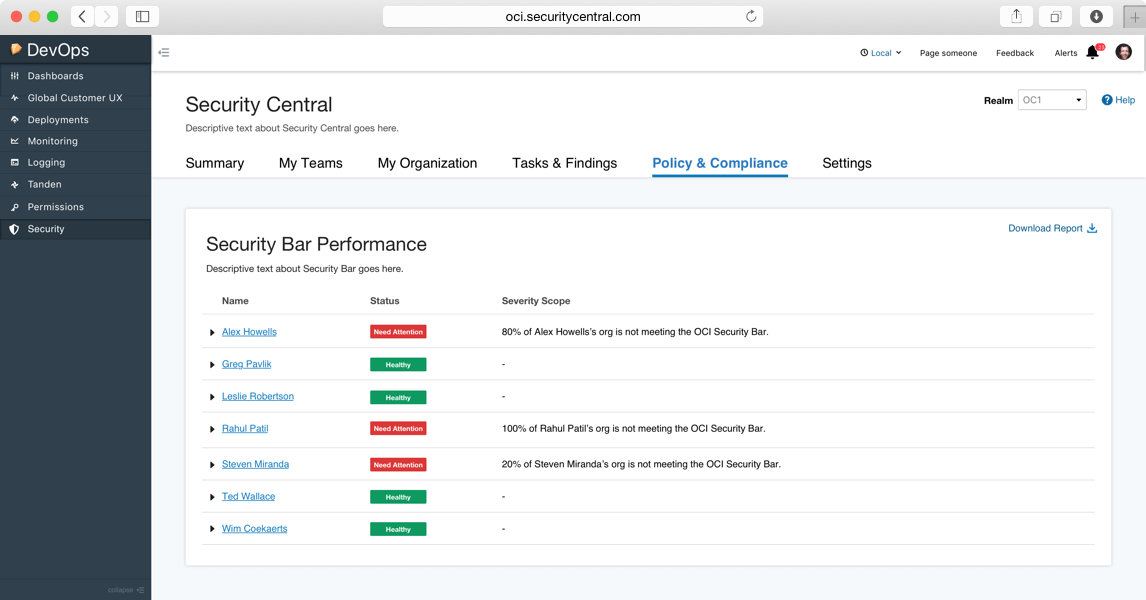 oci.securitycentral.com
DevOps
Local
Page someone
Feedback
Alerts
Dashboards
Global Customer UX
Deployments
Monitoring
Logging
Tanden
Permissions
Security
collapse
Security Central
Realm
OC1
Help
Descriptive text about Security Central goes here.
Summary
My Teams
My Organization
Tasks & Findings
Policy & Compliance
Settings
Download Report
Security Bar Performance
Descriptive text about Security Bar goes here.
Name Status Severity Scope
Alex Howells Need Attention 80% of Alex Howells's org is not meeting the OCI Security Bar.
Greg Pavlik Healthy -
Leslie Robertson Healthy -
Rahul Patil Need Attention 100% of Rahul Patil's org is not meeting the OCI Security Bar.
Steven Miranda Need Attention 20% of Steven Miranda's org is not meeting the OCI Security Bar.
Ted Wallace Healthy -
Wim Coekaerts Healthy -